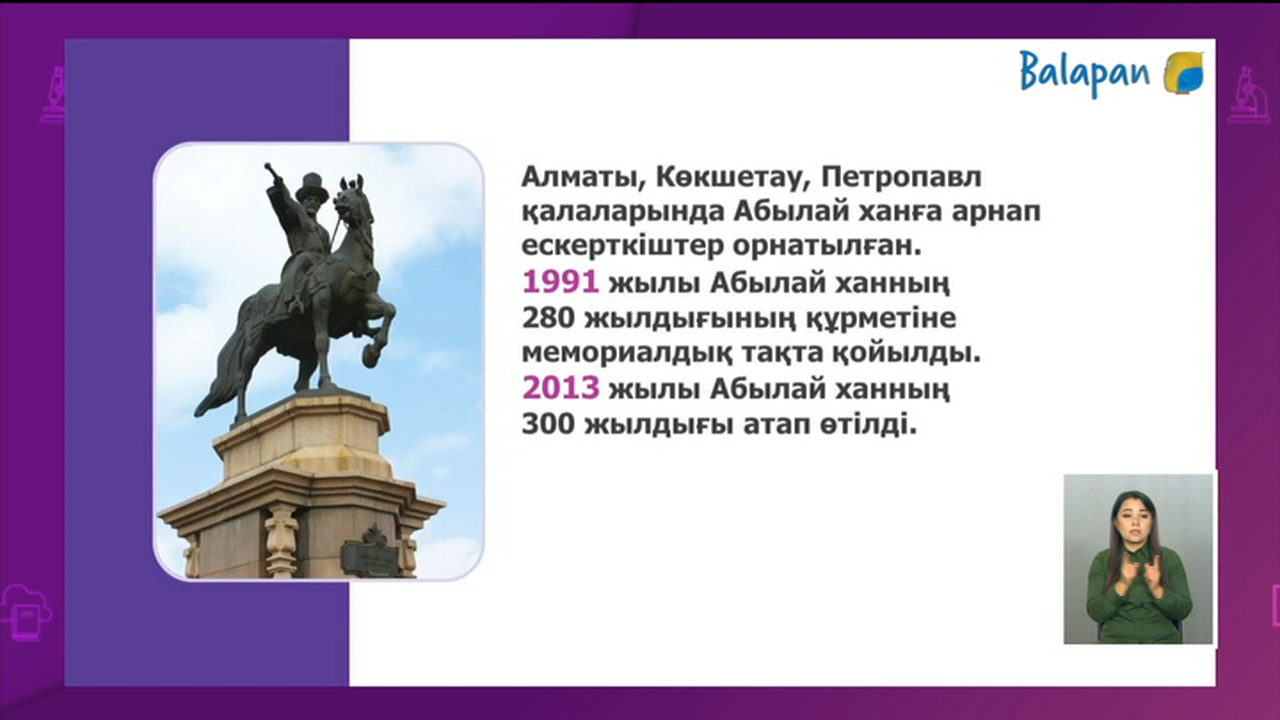 Balapan
Алматы, Көкшетау, Петропавл
қалаларында Абылай ханға арнап
ескерткіштер орнатылған.
1991 жылы Абылай ханның
280 жылдығының құрметіне
мемориалдық тақта қойылды.
2013 жылы Абылай ханның
300 жылдығы атап өтілді.